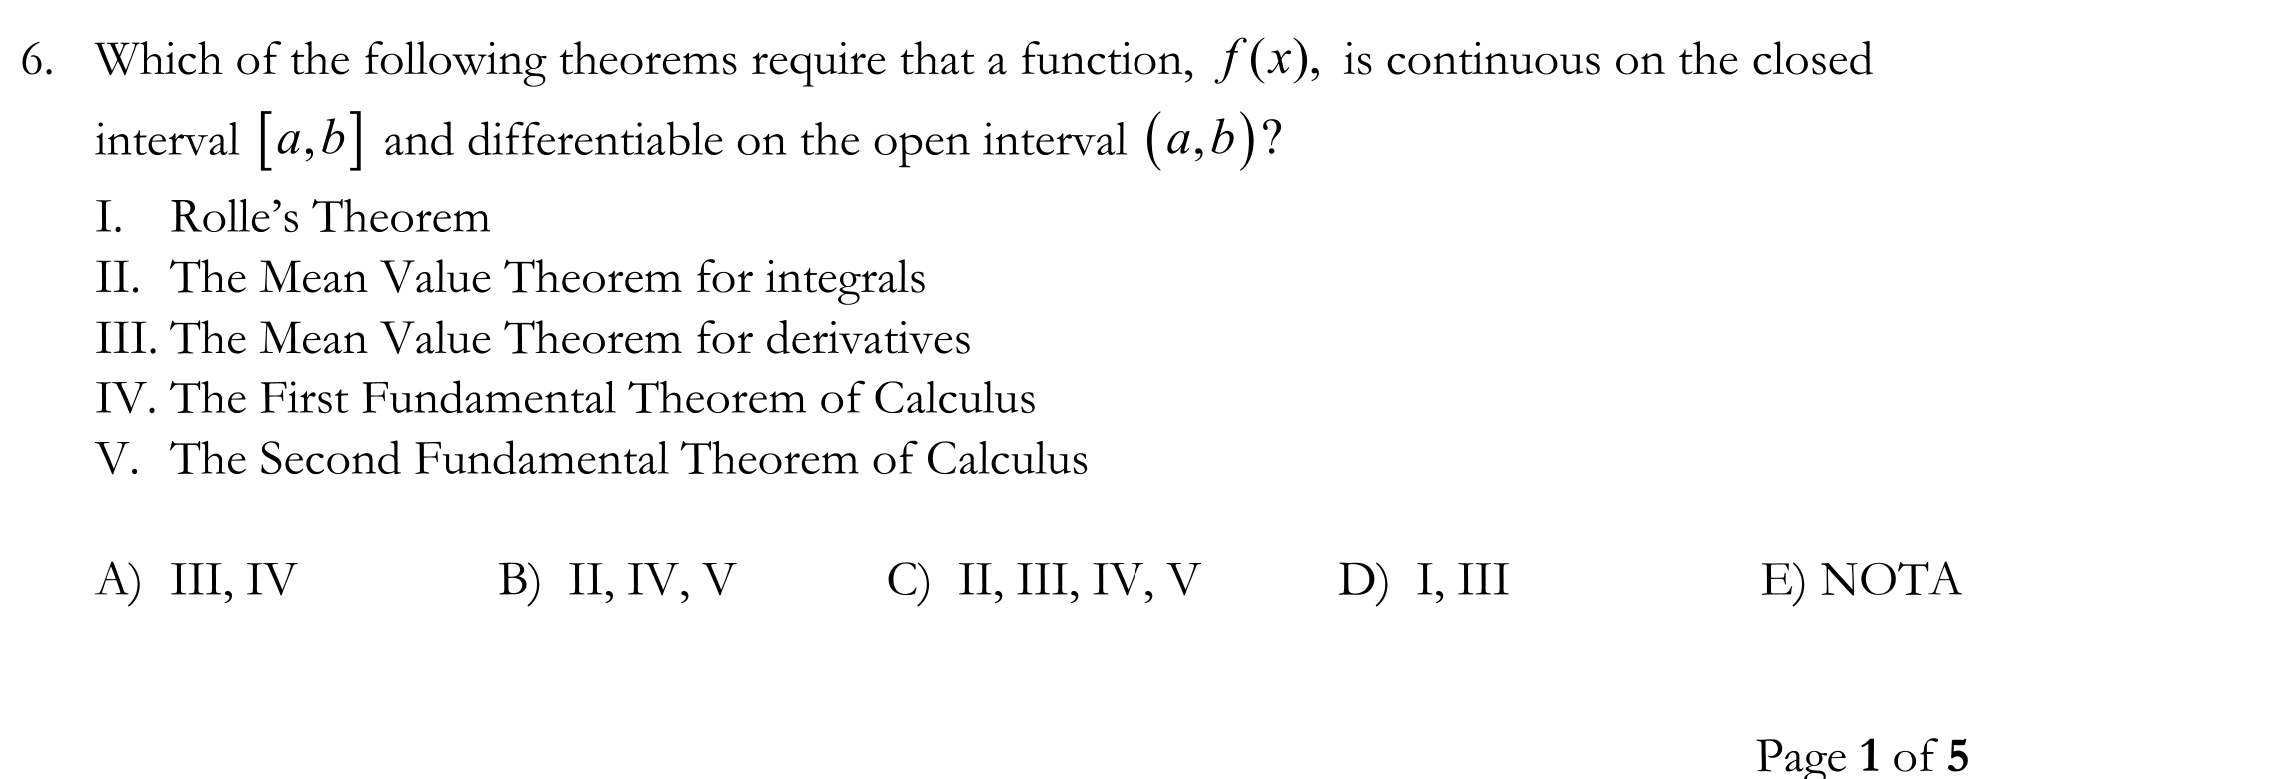 6. Which of the following theorems require that a function, f(x), is continuous on the closed
interval [a,b] and differentiable on the open interval (a,b)?
I. Rolle's Theorem
II. The Mean Value Theorem for integrals
III. The Mean Value Theorem for derivatives
IV. The First Fundamental Theorem of Calculus
V. The Second Fundamental Theorem of Calculus
A) III, IV B) II, IV, V C) II, III, IV, V D) I, III E) NOTA
Page 1 of 5